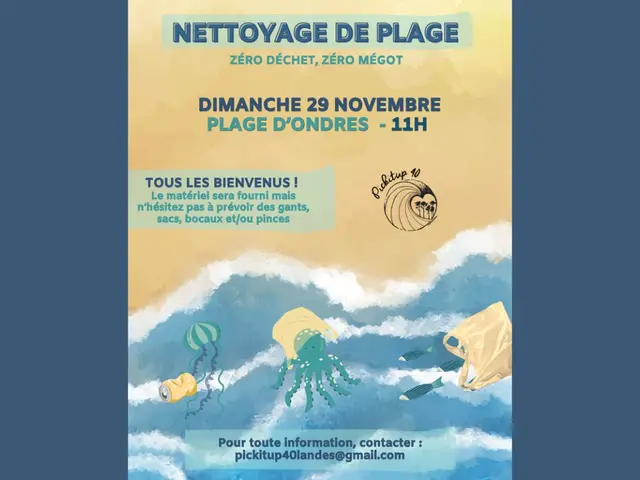 NETTOYAGE DE PLAGE
ZÉRO DÉCHET, ZÉRO MÉGOT
DIMANCHE 29 NOVEMBRE
PLAGE D'ONDRES - 11H
TOUS LES BIENVENUS !
Le matériel sera fourni mais
n'hésitez pas à prévoir des gants,
sacs, bocaux et/ou pinces
Pickitup 40
Pour toute information, contacter :
pickitup40landes@gmail.com